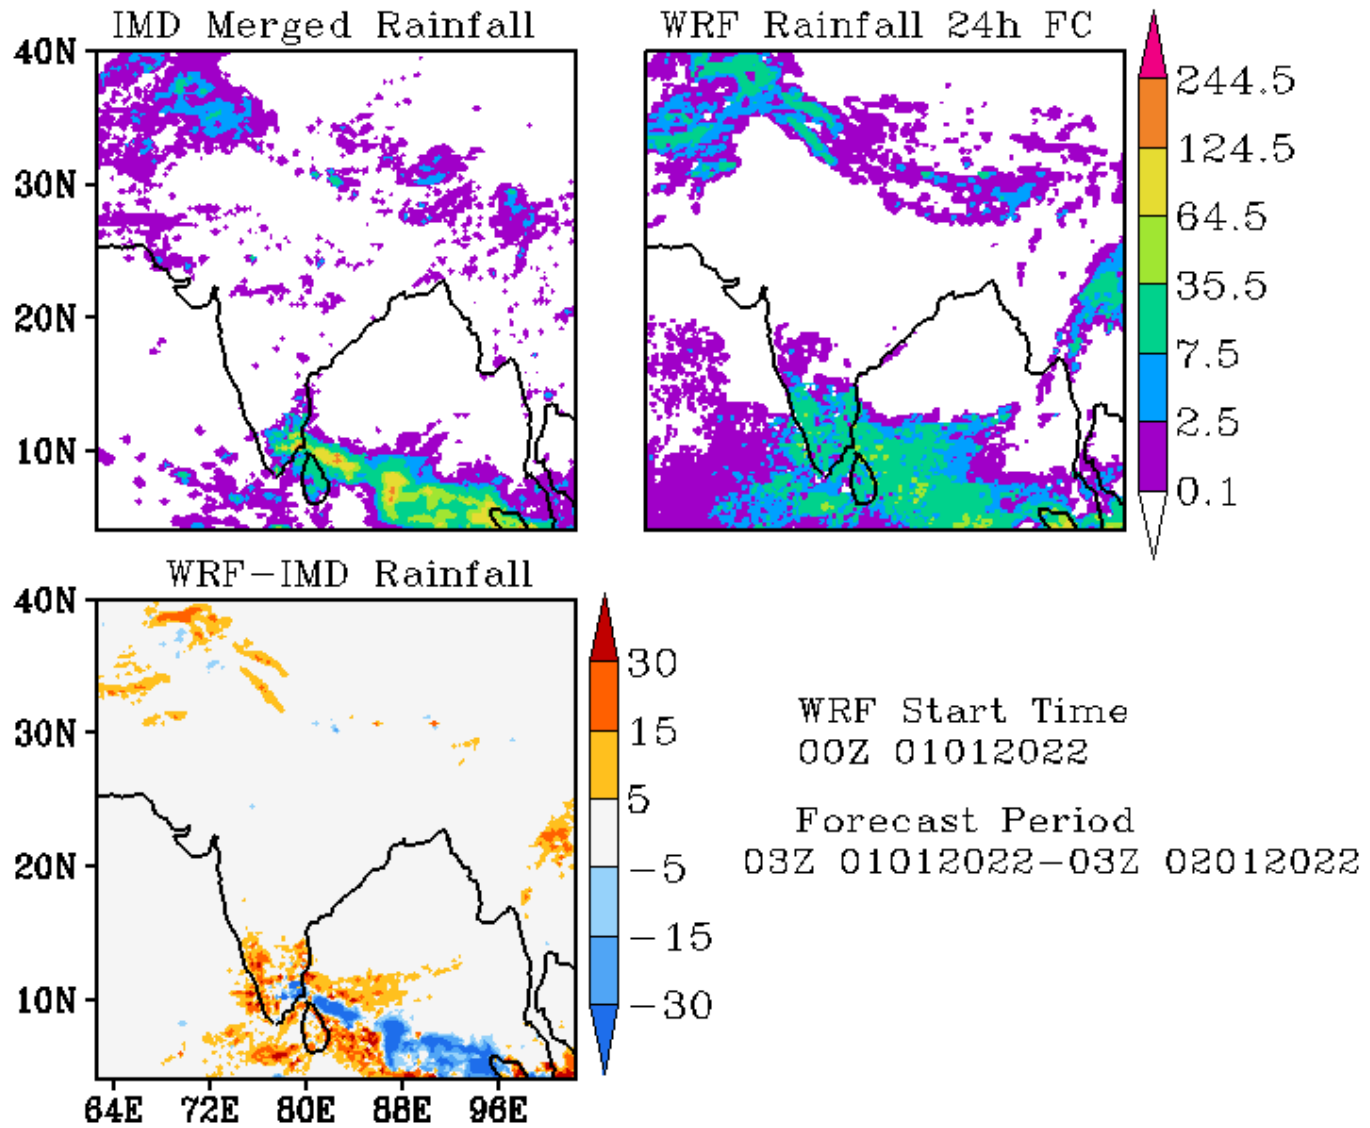 IMD Merged Rainfall
WRF Rainfall 24h FC
40N
30N
20N
10N
244.5
124.5
64.5
35.5
7.5
2.5
0.1
WRF-IMD Rainfall
40N
30N
20N
10N
64E 72E 80E 88E 96E
30
15
5
-5
-15
-30
WRF Start Time
00Z 01012022
Forecast Period
03Z 01012022-03Z 02012022